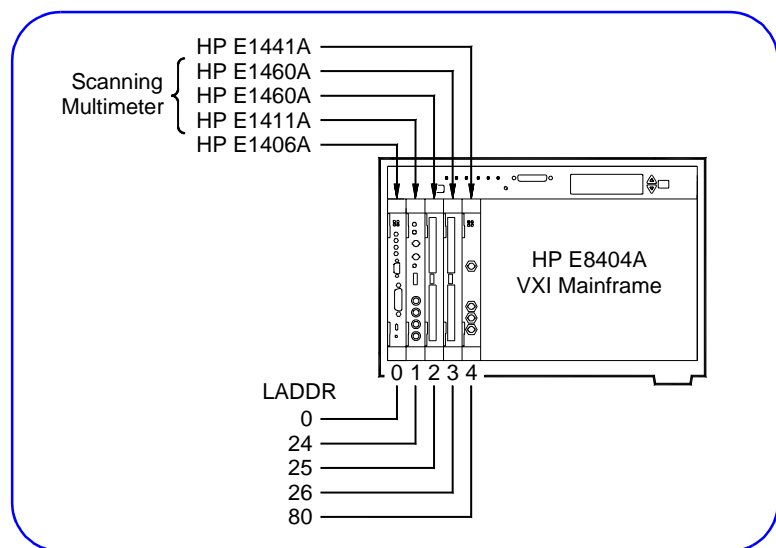 HP E1441A
Scanning
Multimeter
HP E1460A
HP E1460A
HP E1411A
HP E1406A
HP E8404A
VXI Mainframe
0 1 2 3 4
LADDR
0
24
25
26
80